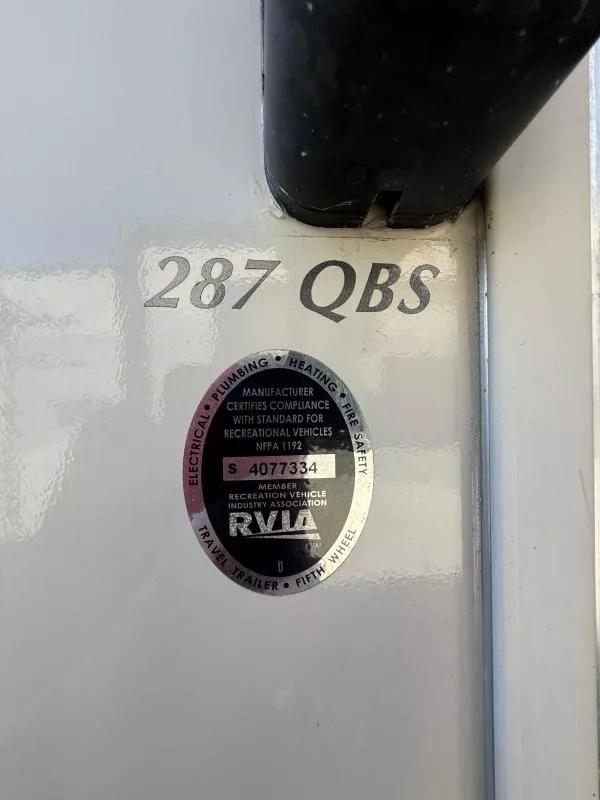 287 QBS
ELECTRICAL • PLUMBING • HEATING • FIRE SAFETY
MANUFACTURER
CERTIFIES COMPLIANCE
WITH STANDARD FOR
RECREATIONAL VEHICLES
NFPA 1192
S 4077334
MEMBER
RECREATION VEHICLE
INDUSTRY ASSOCIATION
RVIA
TRAVEL TRAILER • FIFTH WHEEL